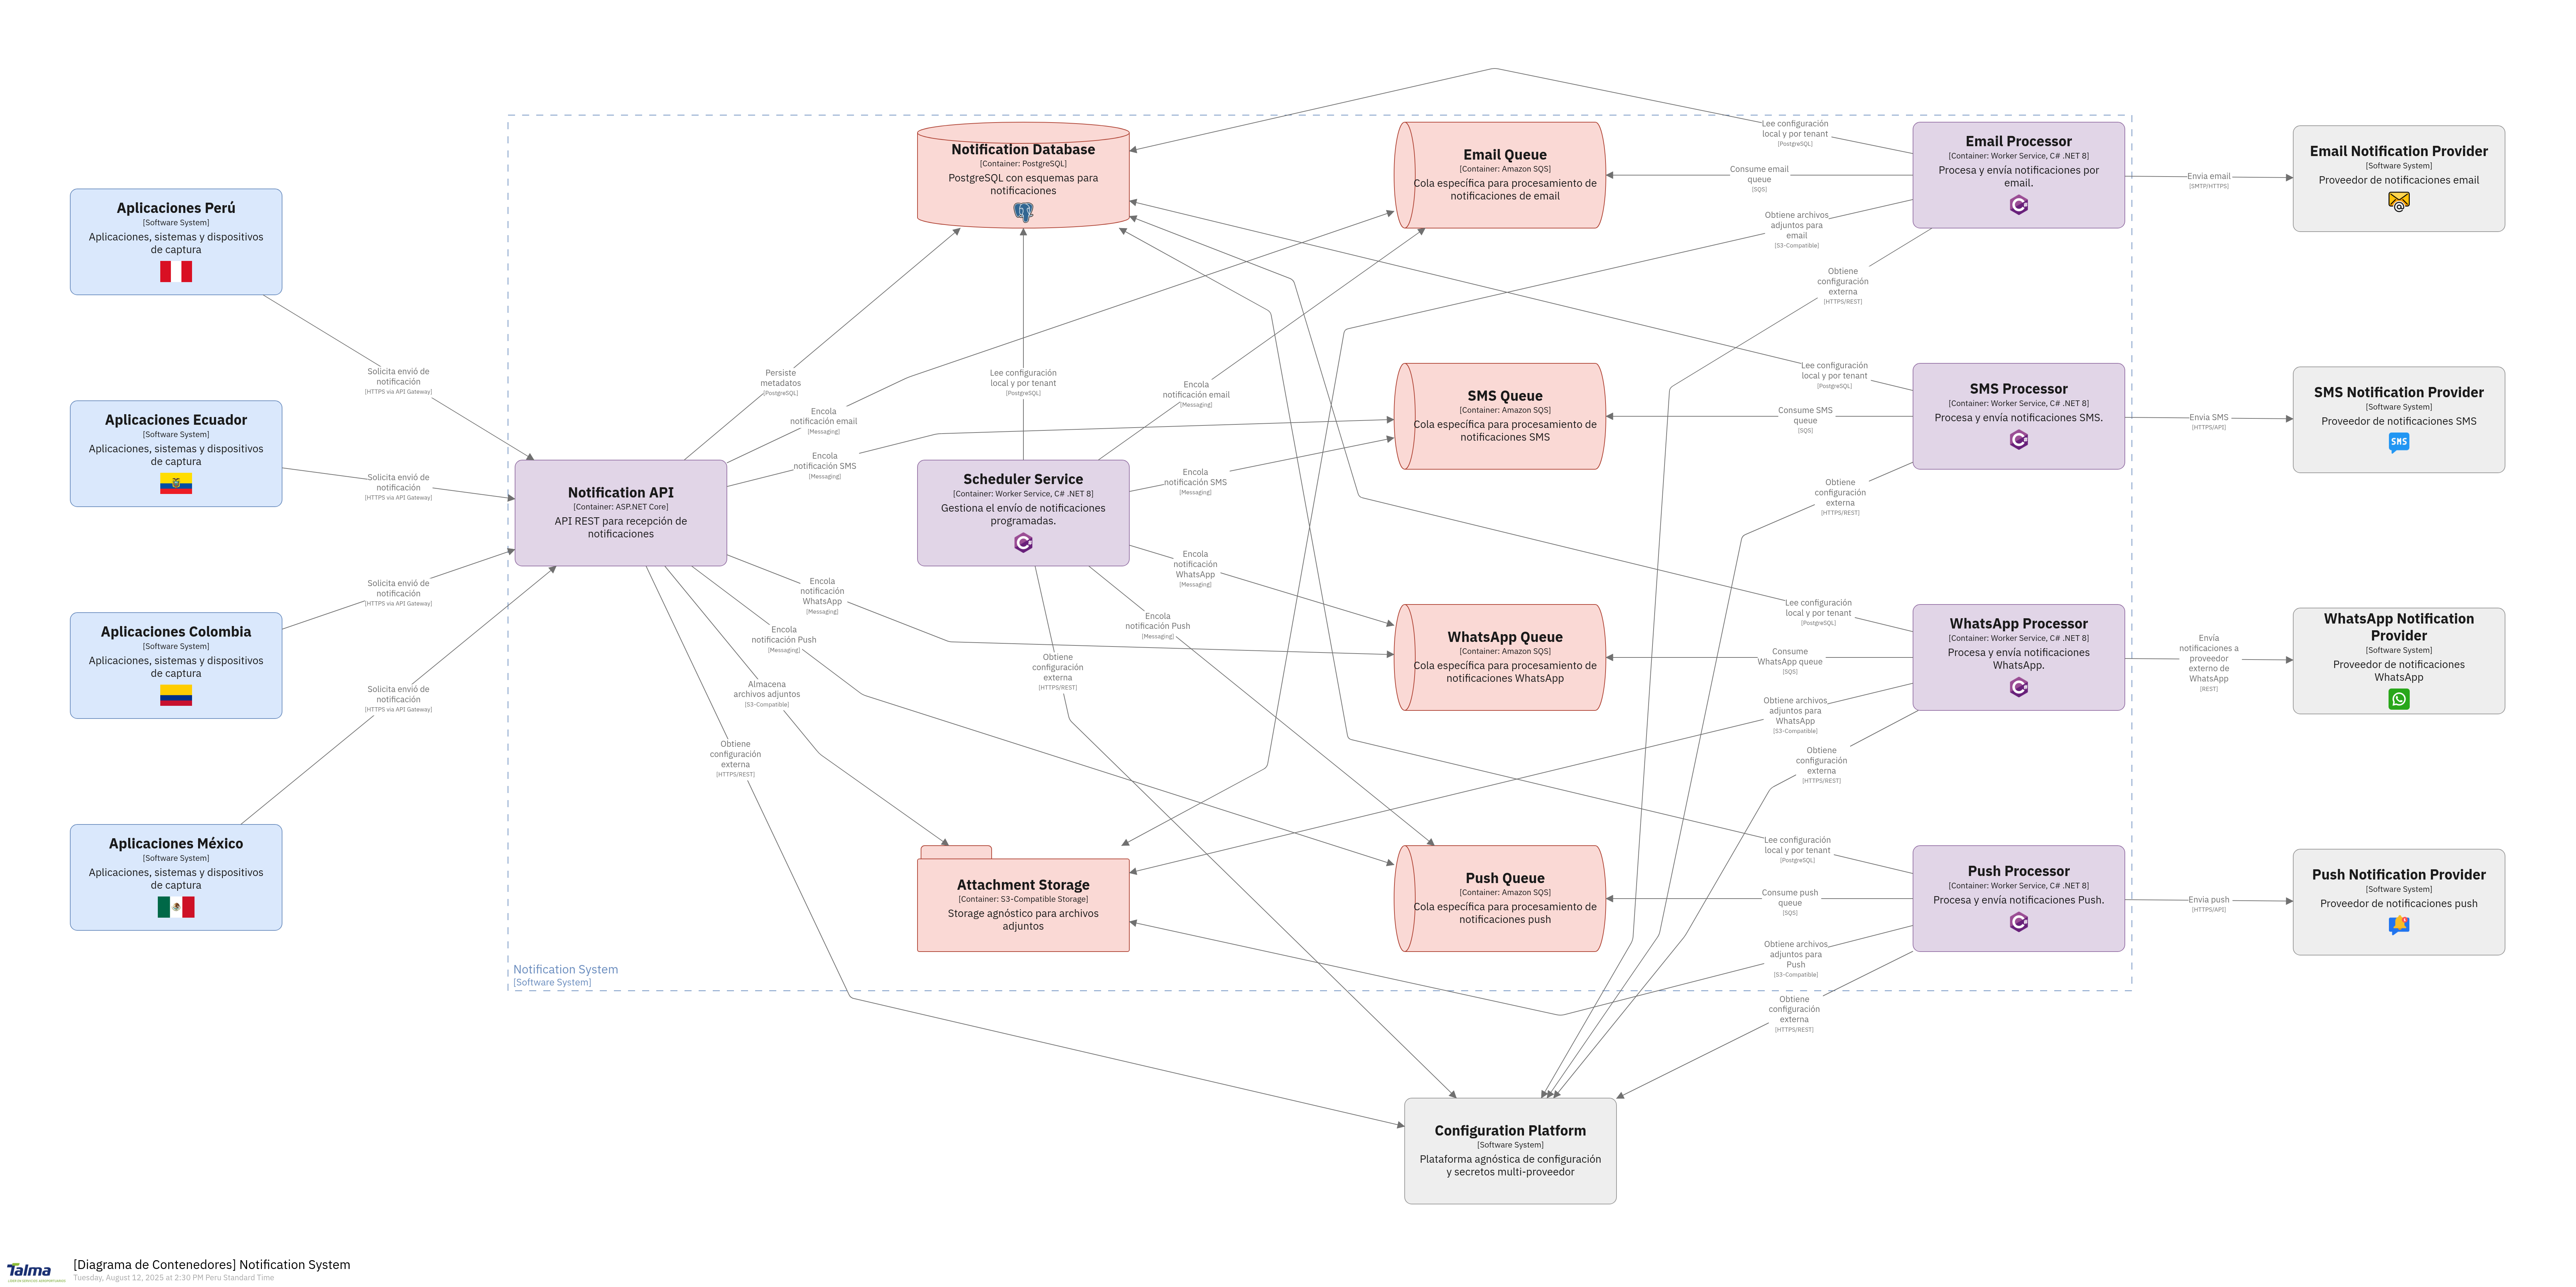 Aplicaciones Perú
[Software System]
Aplicaciones, sistemas y dispositivos
de captura
Aplicaciones Ecuador
[Software System]
Aplicaciones, sistemas y dispositivos
de captura
Aplicaciones Colombia
[Software System]
Aplicaciones, sistemas y dispositivos
de captura
Aplicaciones México
[Software System]
Aplicaciones, sistemas y dispositivos
de captura
Solicita envió de
notificación
[HTTPS via API Gateway]
Solicita envió de
notificación
[HTTPS via API Gateway]
Solicita envió de
notificación
[HTTPS via API Gateway]
Solicita envió de
notificación
[HTTPS via API Gateway]
Notification API
[Container: ASP.NET Core]
API REST para recepción de
notificaciones
Persiste
metadatos
[PostgreSQL]
Encola
notificación email
[Messaging]
Encola
notificación SMS
[Messaging]
Encola
notificación
WhatsApp
[Messaging]
Encola
notificación Push
[Messaging]
Almacena
archivos adjuntos
[S3-Compatible]
Obtiene
configuración
externa
[HTTPS/REST]
Notification Database
[Container: PostgreSQL]
PostgreSQL con esquemas para
notificaciones
Lee configuración
local y por tenant
[PostgreSQL]
Scheduler Service
[Container: Worker Service, C# .NET 8]
Gestiona el envío de notificaciones
programadas.
Encola
notificación email
[Messaging]
Encola
notificación SMS
[Messaging]
Encola
notificación
WhatsApp
[Messaging]
Encola
notificación Push
[Messaging]
Obtiene
configuración
externa
[HTTPS/REST]
Attachment Storage
[Container: S3-Compatible Storage]
Storage agnóstico para archivos
adjuntos
Email Queue
[Container: Amazon SQS]
Cola específica para procesamiento de
notificaciones de email
SMS Queue
[Container: Amazon SQS]
Cola específica para procesamiento de
notificaciones SMS
WhatsApp Queue
[Container: Amazon SQS]
Cola específica para procesamiento de
notificaciones WhatsApp
Push Queue
[Container: Amazon SQS]
Cola específica para procesamiento de
notificaciones push
Lee configuración
local y por tenant
[PostgreSQL]
Consume email
queue
[SQS]
Obtiene archivos
adjuntos para
email
[S3-Compatible]
Obtiene
configuración
externa
[HTTPS/REST]
Lee configuración
local y por tenant
[PostgreSQL]
Consume SMS
queue
[SQS]
Obtiene
configuración
externa
[HTTPS/REST]
Lee configuración
local y por tenant
[PostgreSQL]
Consume
WhatsApp queue
[SQS]
Obtiene archivos
adjuntos para
WhatsApp
[S3-Compatible]
Obtiene
configuración
externa
[HTTPS/REST]
Lee configuración
local y por tenant
[PostgreSQL]
Consume push
queue
[SQS]
Obtiene archivos
adjuntos para
Push
[S3-Compatible]
Obtiene
configuración
externa
[HTTPS/REST]
Email Processor
[Container: Worker Service, C# .NET 8]
Procesa y envía notificaciones por
email.
SMS Processor
[Container: Worker Service, C# .NET 8]
Procesa y envía notificaciones SMS.
WhatsApp Processor
[Container: Worker Service, C# .NET 8]
Procesa y envía notificaciones
WhatsApp.
Push Processor
[Container: Worker Service, C# .NET 8]
Procesa y envía notificaciones Push.
Envia email
[SMTP/HTTPS]
Envia SMS
[HTTPS/API]
Envía
notificaciones a
proveedor
externo de
WhatsApp
[REST]
Envia push
[HTTPS/API]
Email Notification Provider
[Software System]
Proveedor de notificaciones email
SMS Notification Provider
[Software System]
Proveedor de notificaciones SMS
SMS
WhatsApp Notification
Provider
[Software System]
Proveedor de notificaciones
WhatsApp
Push Notification Provider
[Software System]
Proveedor de notificaciones push
Notification System
[Software System]
Configuration Platform
[Software System]
Plataforma agnóstica de configuración
y secretos multi-proveedor
Talma
[Diagrama de Contenedores] Notification System
Tuesday, August 12, 2025 at 2:30 PM Peru Standard Time